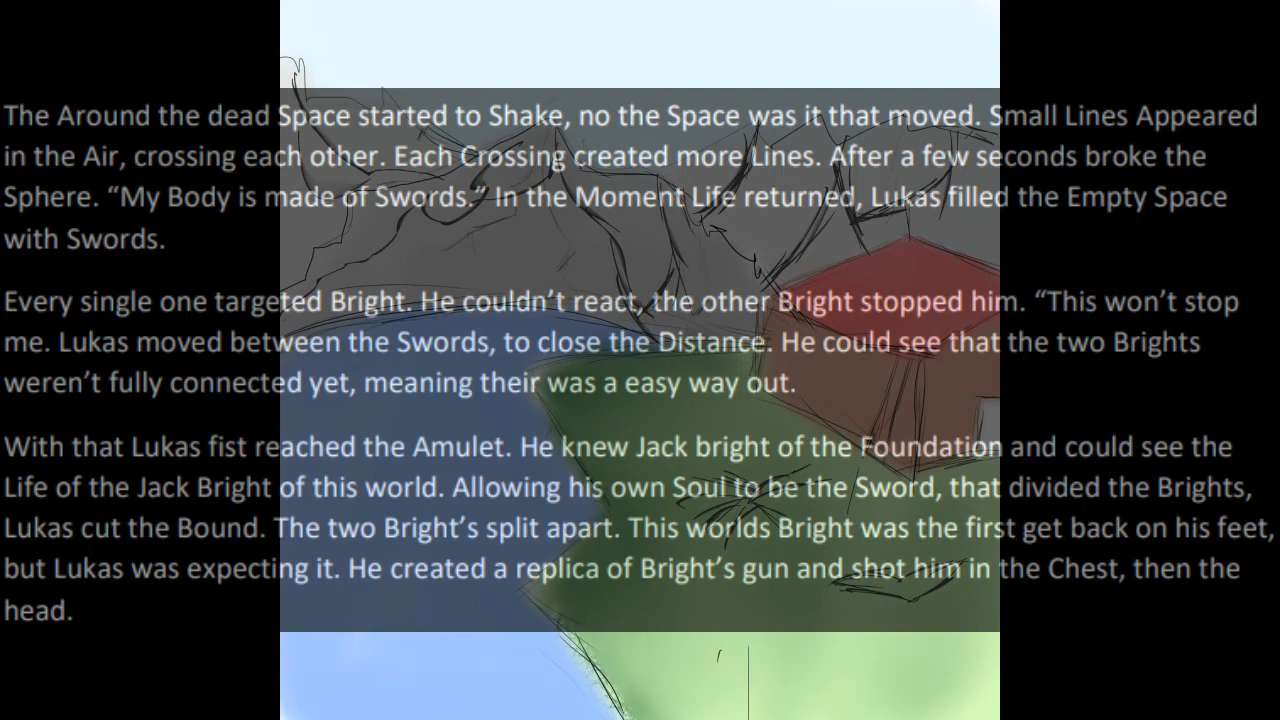 The Around the dead Space started to Shake, no the Space was it that moved. Small Lines Appeared
in the Air, crossing each other. Each Crossing created more Lines. After a few seconds broke the
Sphere. “My Body is made of Swords.” In the Moment Life returned, Lukas filled the Empty Space
with Swords.
Every single one targeted Bright. He couldn’t react, the other Bright stopped him. “This won’t stop
me. Lukas moved between the Swords, to close the Distance. He could see that the two Brights
weren’t fully connected yet, meaning their was a easy way out.
With that Lukas fist reached the Amulet. He knew Jack bright of the Foundation and could see the
Life of the Jack Bright of this world. Allowing his own Soul to be the Sword, that divided the Brights,
Lukas cut the Bound. The two Bright’s split apart. This worlds Bright was the first get back on his feet,
but Lukas was expecting it. He created a replica of Bright’s gun and shot him in the Chest, then the
head.